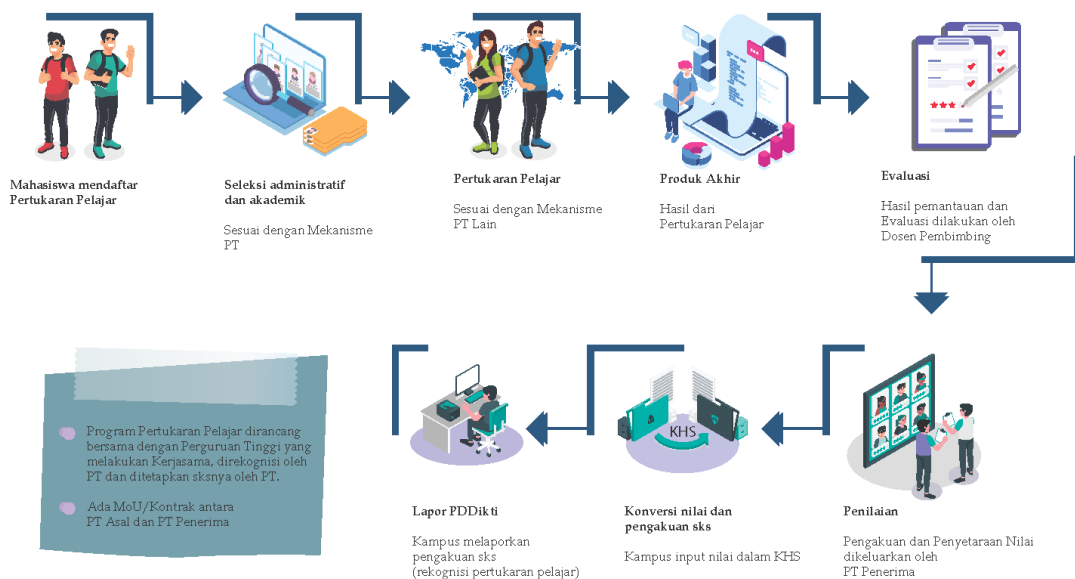 Mahasiswa mendaftar
Pertukaran Pelajar
Seleksi administratif
dan akademik
Sesuai dengan Mekanisme
PT
Pertukaran Pelajar
Sesuai dengan Mekanisme
PT Lain
Produk Akhir
Hasil dari
Pertukaran Pelajar
Evaluasi
Hasil pemantauan dan
Evaluasi dilakukan oleh
Dosen Pembimbing
Penilaian
Pengakuan dan Penyetaraan Nilai
dikeluarkan oleh
PT Penerima
KHS
Konversi nilai dan
pengakuan sks
Kampus input nilai dalam KHS
Lapor PDDikti
Kampus melaporkan
pengakuan sks
(rekognisi pertukaran pelajar)
Program Pertukaran Pelajar dirancang
bersama dengan Perguruan Tinggi yang
melakukan Kerjasama, direkognisi oleh
PT dan ditetapkan sksnya oleh PT.
Ada MoU/Kontrak antara
PT Asal dan PT Penerima